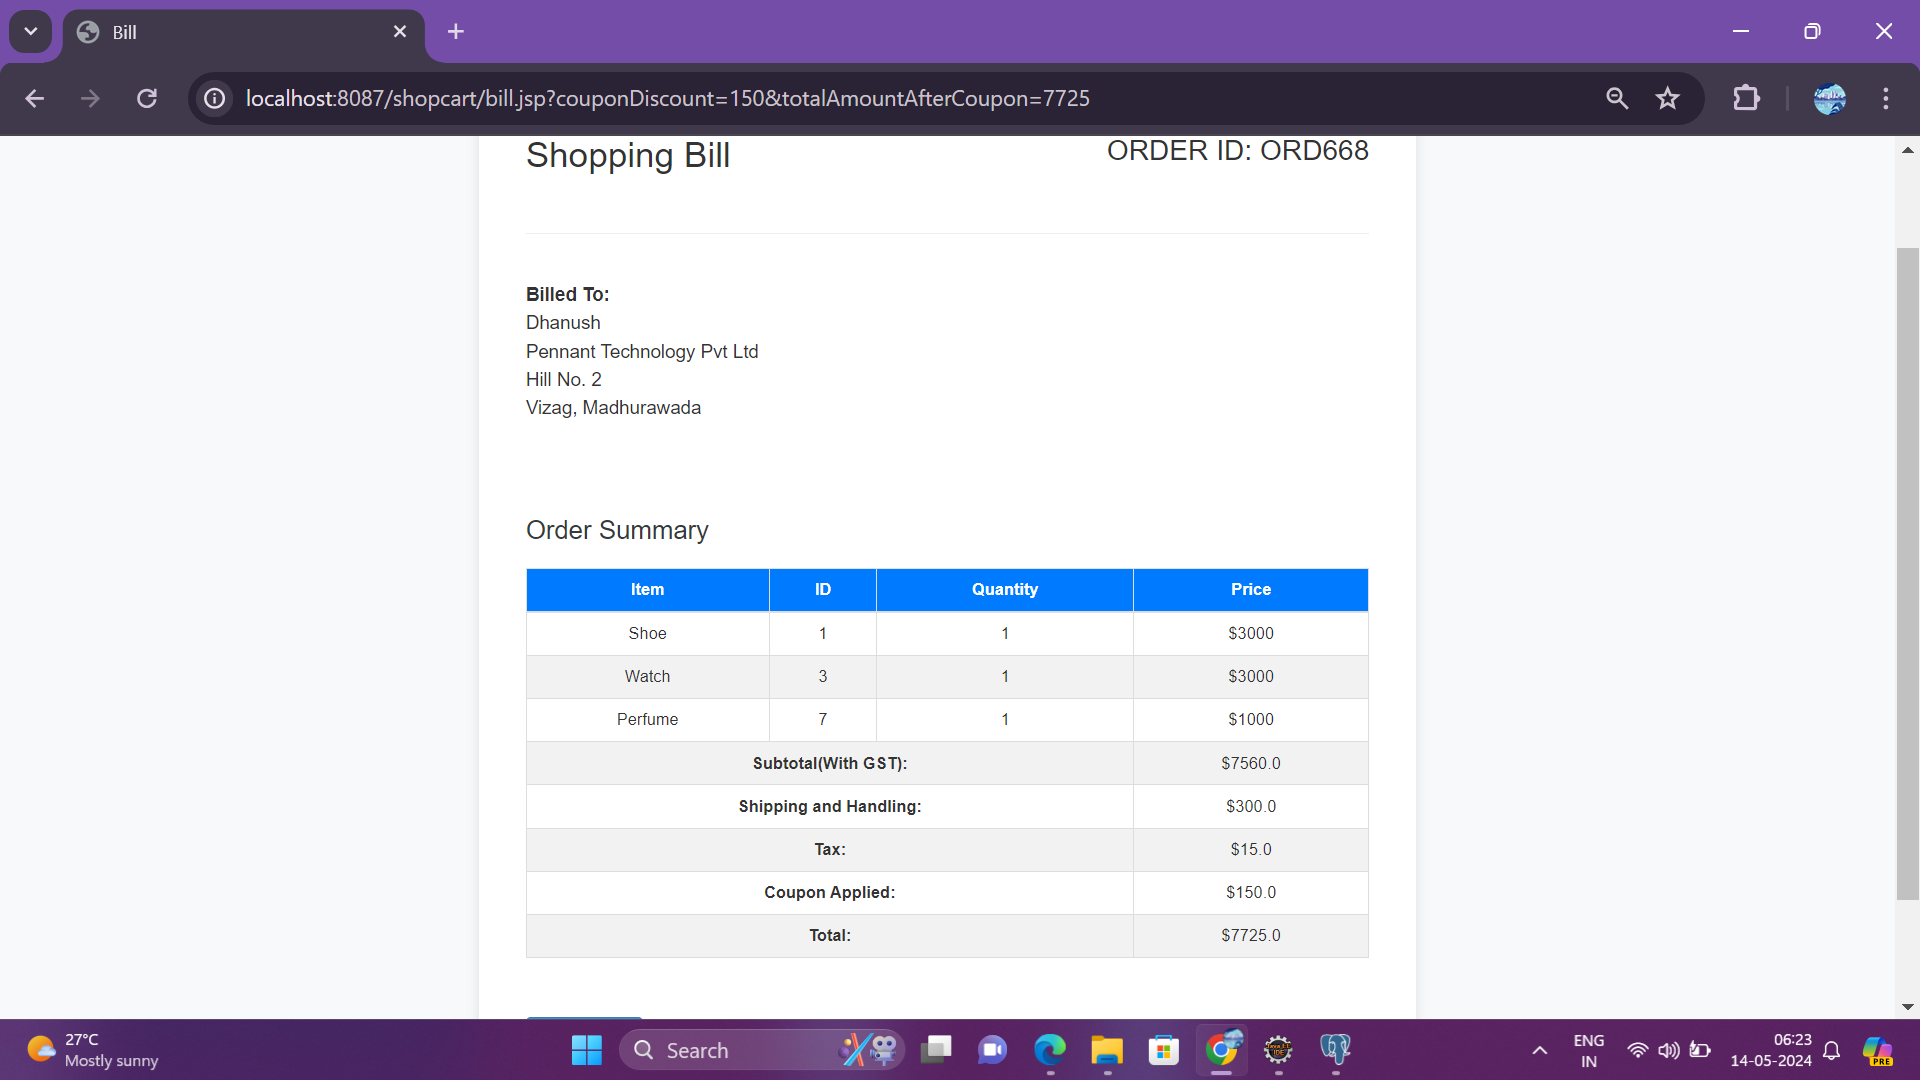 Bill
localhost:8087/shopcart/bill.jsp?couponDiscount=150&totalAmountAfterCoupon=7725
Shopping Bill
ORDER ID: ORD668
Billed To:
Dhanush
Pennant Technology Pvt Ltd
Hill No. 2
Vizag, Madhurawada
Order Summary
Item ID Quantity Price
Shoe 1 1 $3000
Watch 3 1 $3000
Perfume 7 1 $1000
Subtotal(With GST): $7560.0
Shipping and Handling: $300.0
Tax: $15.0
Coupon Applied: $150.0
Total: $7725.0
27°C
Mostly sunny
Search
ENG
IN
06:23
14-05-2024
PRE